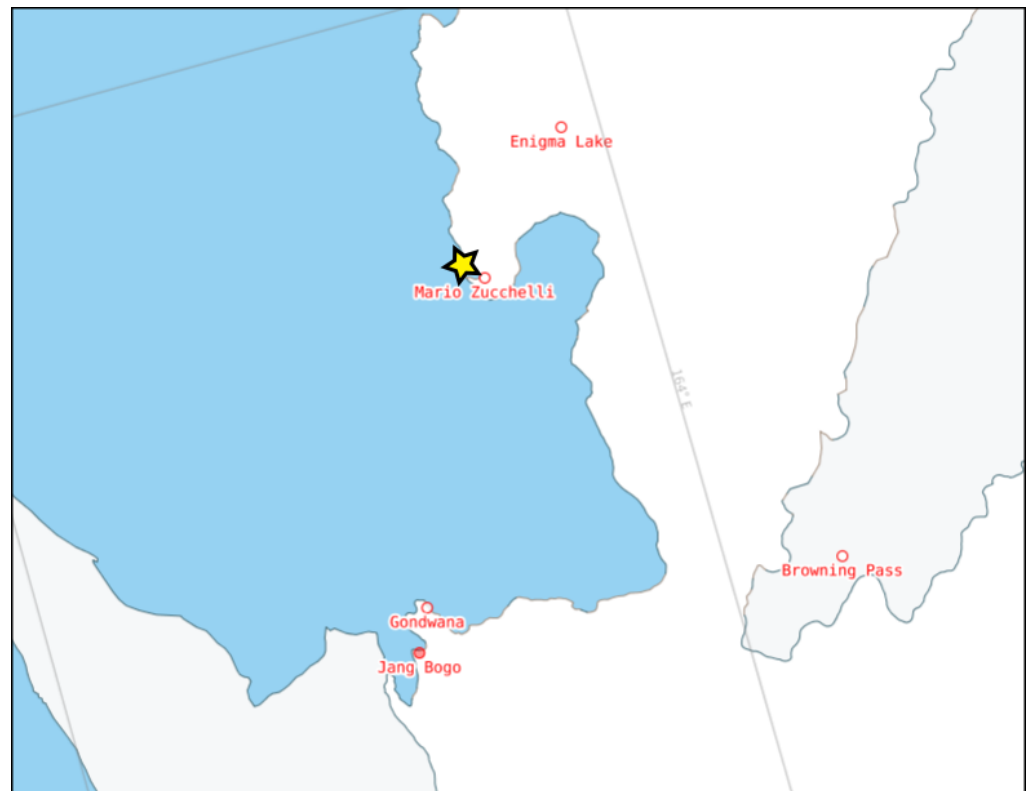 Enigma Lake
Mario Zucchelli
164° E
Browning Pass
Gondwana
Jang Bogo